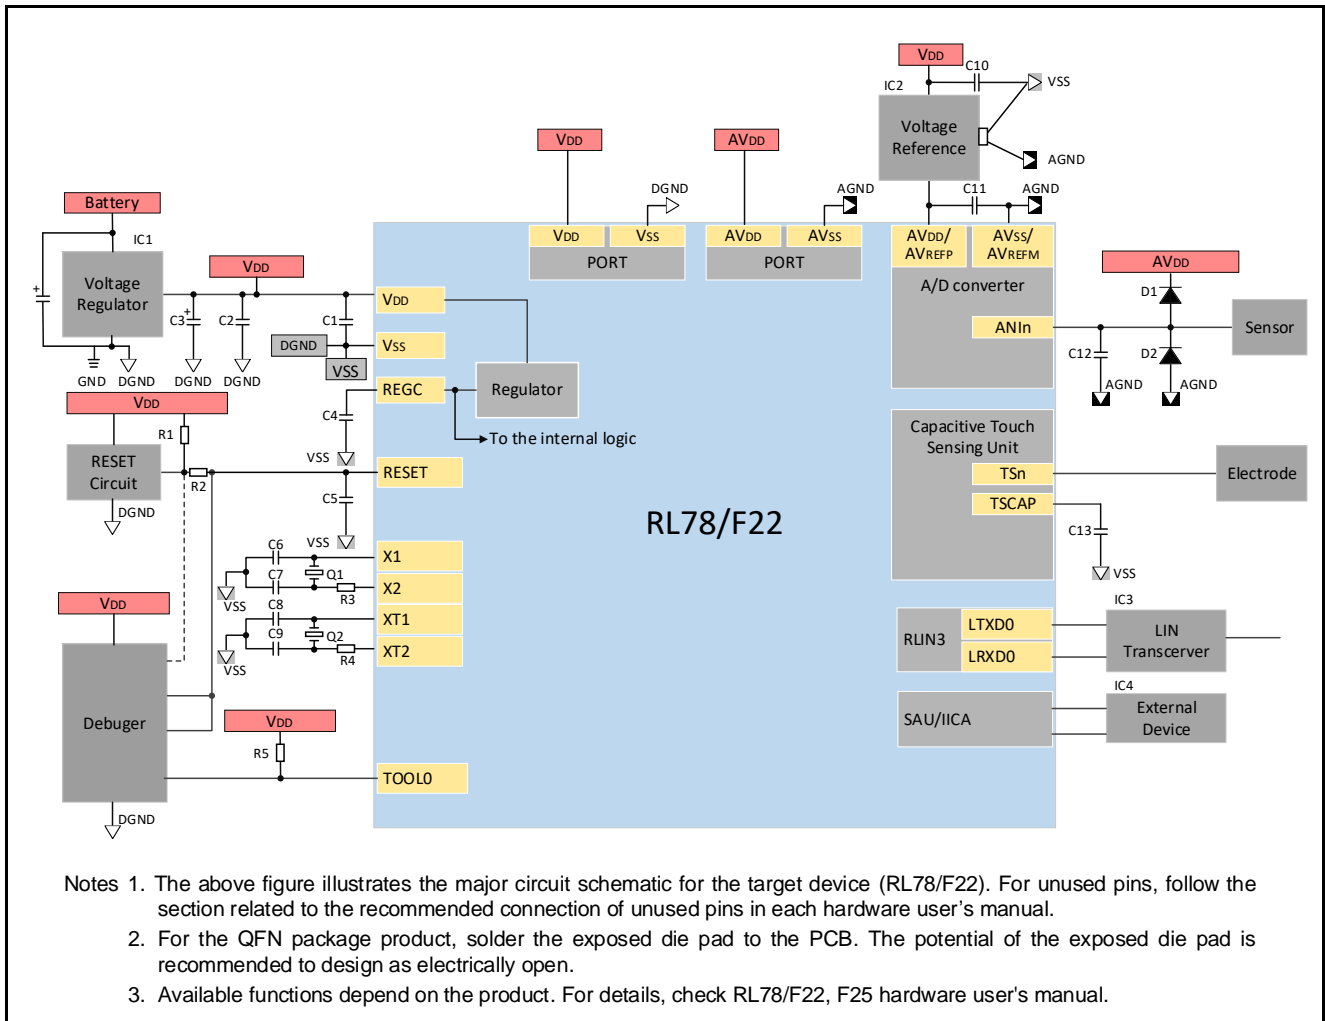 VDD
C10
VSS
IC2
Voltage
Reference
AGND
C11
AGND
VDD
DGND
AVDD
AGND
VDD
VSS
PORT
AVDD
AVSS
PORT
AVDD/
AVREFP
AVSS/
AVREFM
A/D converter
ANIn
Battery
IC1
Voltage
Regulator
+
GND
DGND
VDD
C3
+
DGND
C2
DGND
C1
DGND
VSS
VDD
VSS
REGC
Regulator
To the internal logic
C4
VSS
VDD
R1
RESET
Circuit
R2
DGND
RESET
C5
VSS
C6
C7
Q1
R3
VSS
X1
X2
C8
C9
Q2
R4
VSS
XT1
XT2
VDD
Debuger
DGND
VDD
R5
TOOL0
RL78/F22
AVDD
D1
D2
C12
AGND
AGND
Sensor
Capacitive Touch
Sensing Unit
TSn
TSCAP
Electrode
C13
VSS
RLIN3
LTXD0
LRXD0
IC3
LIN
Transcerver
SAU/IICA
IC4
External
Device
Notes 1. The above figure illustrates the major circuit schematic for the target device (RL78/F22). For unused pins, follow the
section related to the recommended connection of unused pins in each hardware user’s manual.
2. For the QFN package product, solder the exposed die pad to the PCB. The potential of the exposed die pad is
recommended to design as electrically open.
3. Available functions depend on the product. For details, check RL78/F22, F25 hardware user's manual.